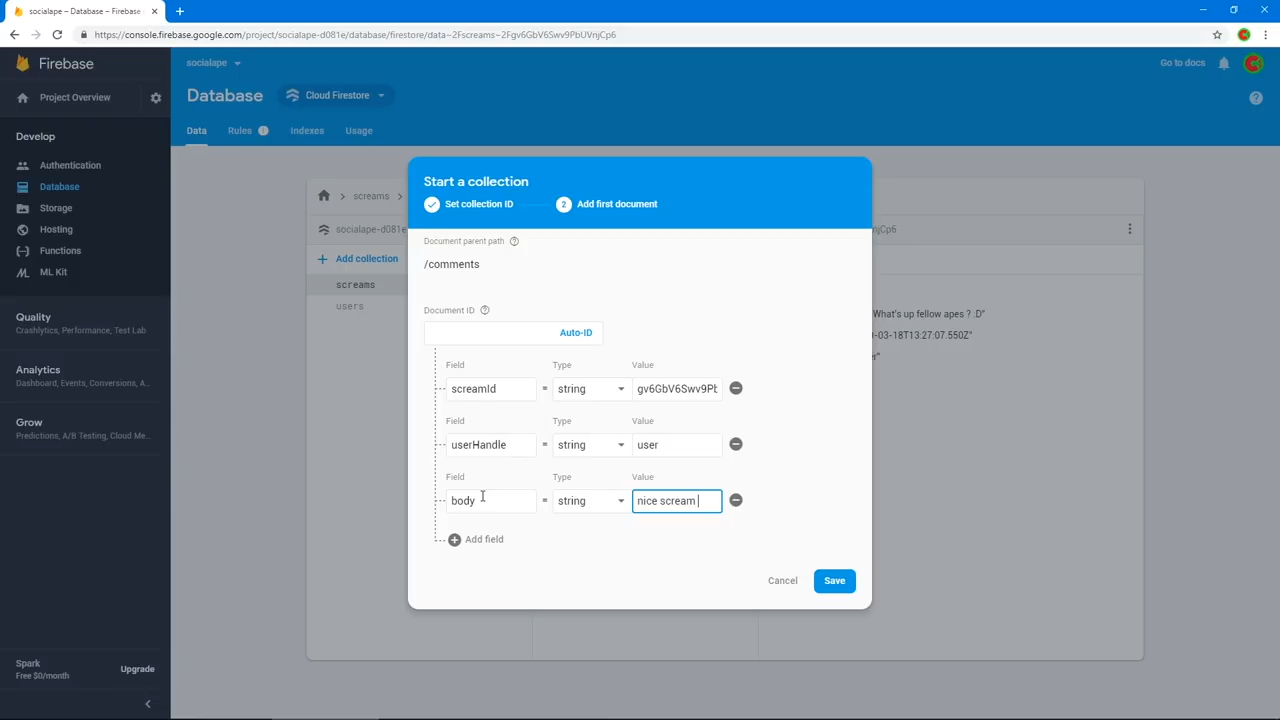 socialape – Database – Firebase
https://console.firebase.google.com/project/socialape-d081e/database/firestore/data~2Fscreams~2Fgv6GbV6Swv9PbUVnjCp6
Firebase
socialape
Go to docs
Project Overview
Database
Cloud Firestore
Data
Rules
Indexes
Usage
Develop
Authentication
Database
Storage
Hosting
Functions
ML Kit
Quality
Crashlytics, Performance, Test Lab
Analytics
Dashboard, Events, Conversions, A...
Grow
Predictions, A/B Testing, Cloud Me...
Spark
Free $0/month
Upgrade
screams
socialape-d081e
Add collection
screams
users
Start a collection
Set collection ID
2
Add first document
Document parent path
/comments
Document ID
Auto-ID
Field
Type
Value
screamId
=
string
gv6GbV6Swv9Pb
Field
Type
Value
userHandle
=
string
user
Field
Type
Value
body
=
string
nice scream
Add field
Cancel
Save
njCp6
What's up fellow apes ? :D"
-03-18T13:27:07.550Z"